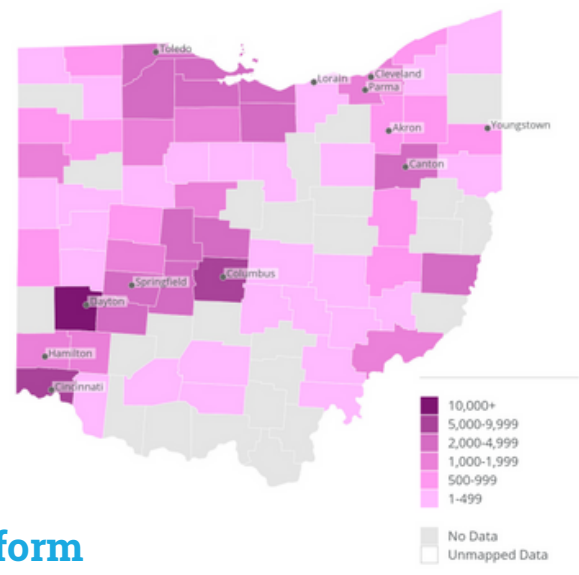 Toledo
Lorain
Cleveland
Parma
Akron
Youngstown
Canton
Columbus
Springfield
Dayton
Hamilton
Cincinnati
10,000+
5,000-9,999
2,000-4,999
1,000-1,999
500-999
1-499
No Data
Unmapped Data
form